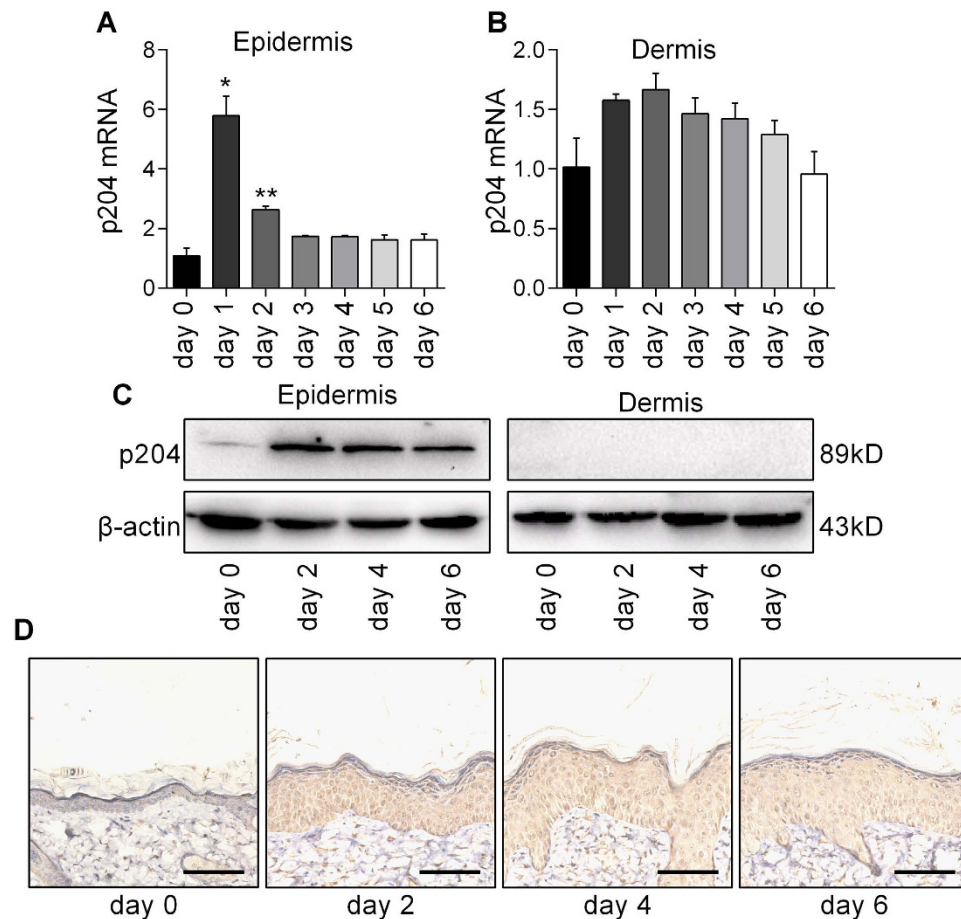 A
Epidermis
p204 mRNA
8
6
4
2
0
*
**
day 0
day 1
day 2
day 3
day 4
day 5
day 6
B
Dermis
p204 mRNA
2.0
1.5
1.0
0.5
0.0
day 0
day 1
day 2
day 3
day 4
day 5
day 6
C
Epidermis
Dermis
p204
89kD
β-actin
43kD
day 0
day 2
day 4
day 6
day 0
day 2
day 4
day 6
D
day 0
day 2
day 4
day 6